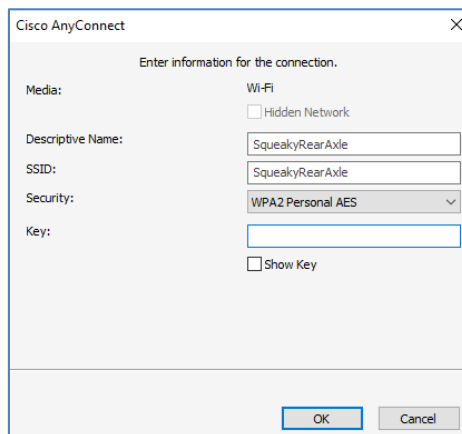 Cisco AnyConnect
Enter information for the connection.
Media: Wi-Fi
Hidden Network
Descriptive Name: SqueakyRearAxle
SSID: SqueakyRearAxle
Security: WPA2 Personal AES
Key:
Show Key
OK Cancel